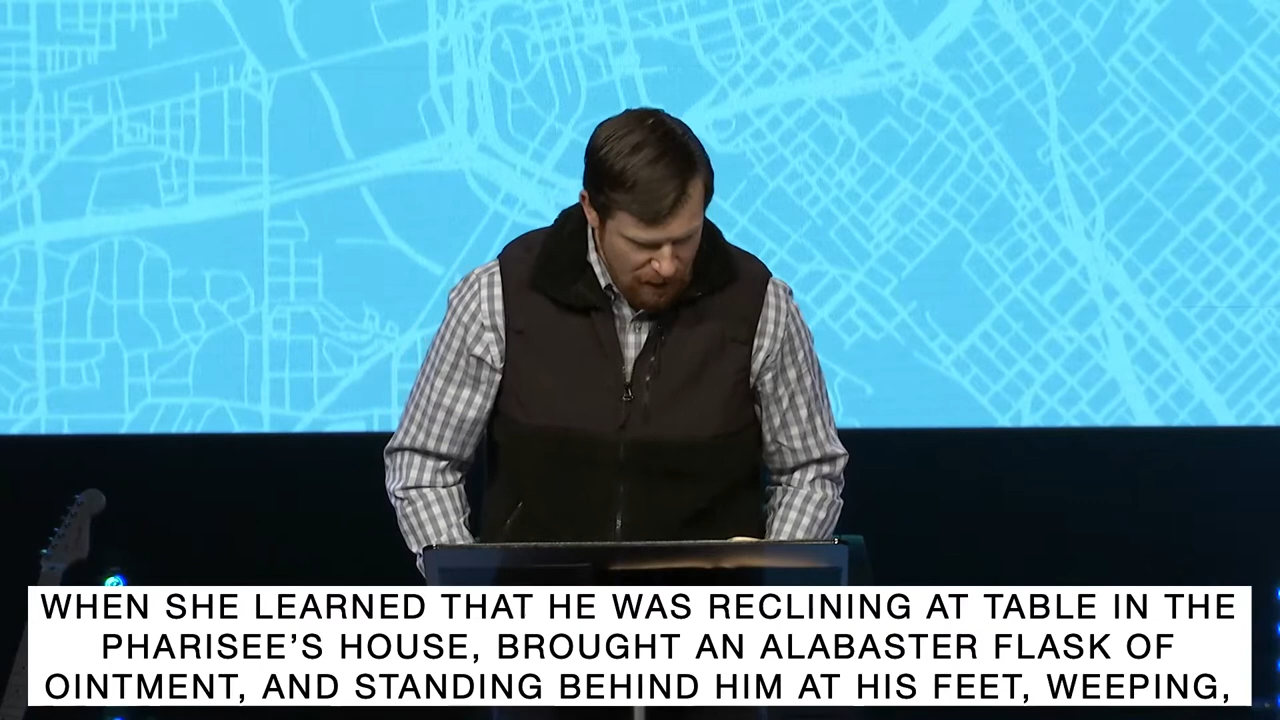 WHEN SHE LEARNED THAT HE WAS RECLINING AT TABLE IN THE
PHARISEE’S HOUSE, BROUGHT AN ALABASTER FLASK OF
OINTMENT, AND STANDING BEHIND HIM AT HIS FEET, WEEPING,